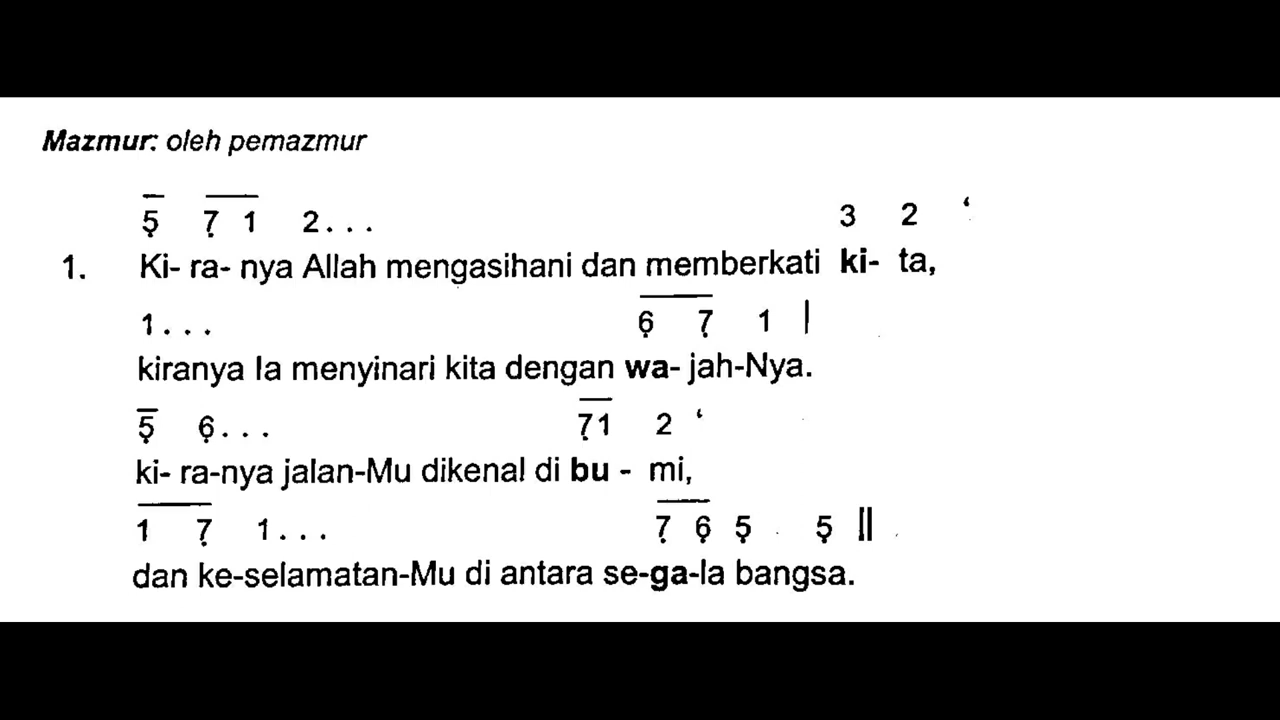 Mazmur: oleh pemazmur
5̣ 7̣ 1 2... 3 2 ‘
1. Ki- ra- nya Allah mengasihani dan memberkati ki- ta,
1... 6̣ 7̣ 1 |
kiranya Ia menyinari kita dengan wa- jah-Nya.
5̣ 6̣... 7̣1 2 ‘
ki- ra-nya jalan-Mu dikenal di bu - mi,
1 7̣ 1... 7̣ 6̣ 5̣ 5̣ ||
dan ke-selamatan-Mu di antara se-ga-la bangsa.